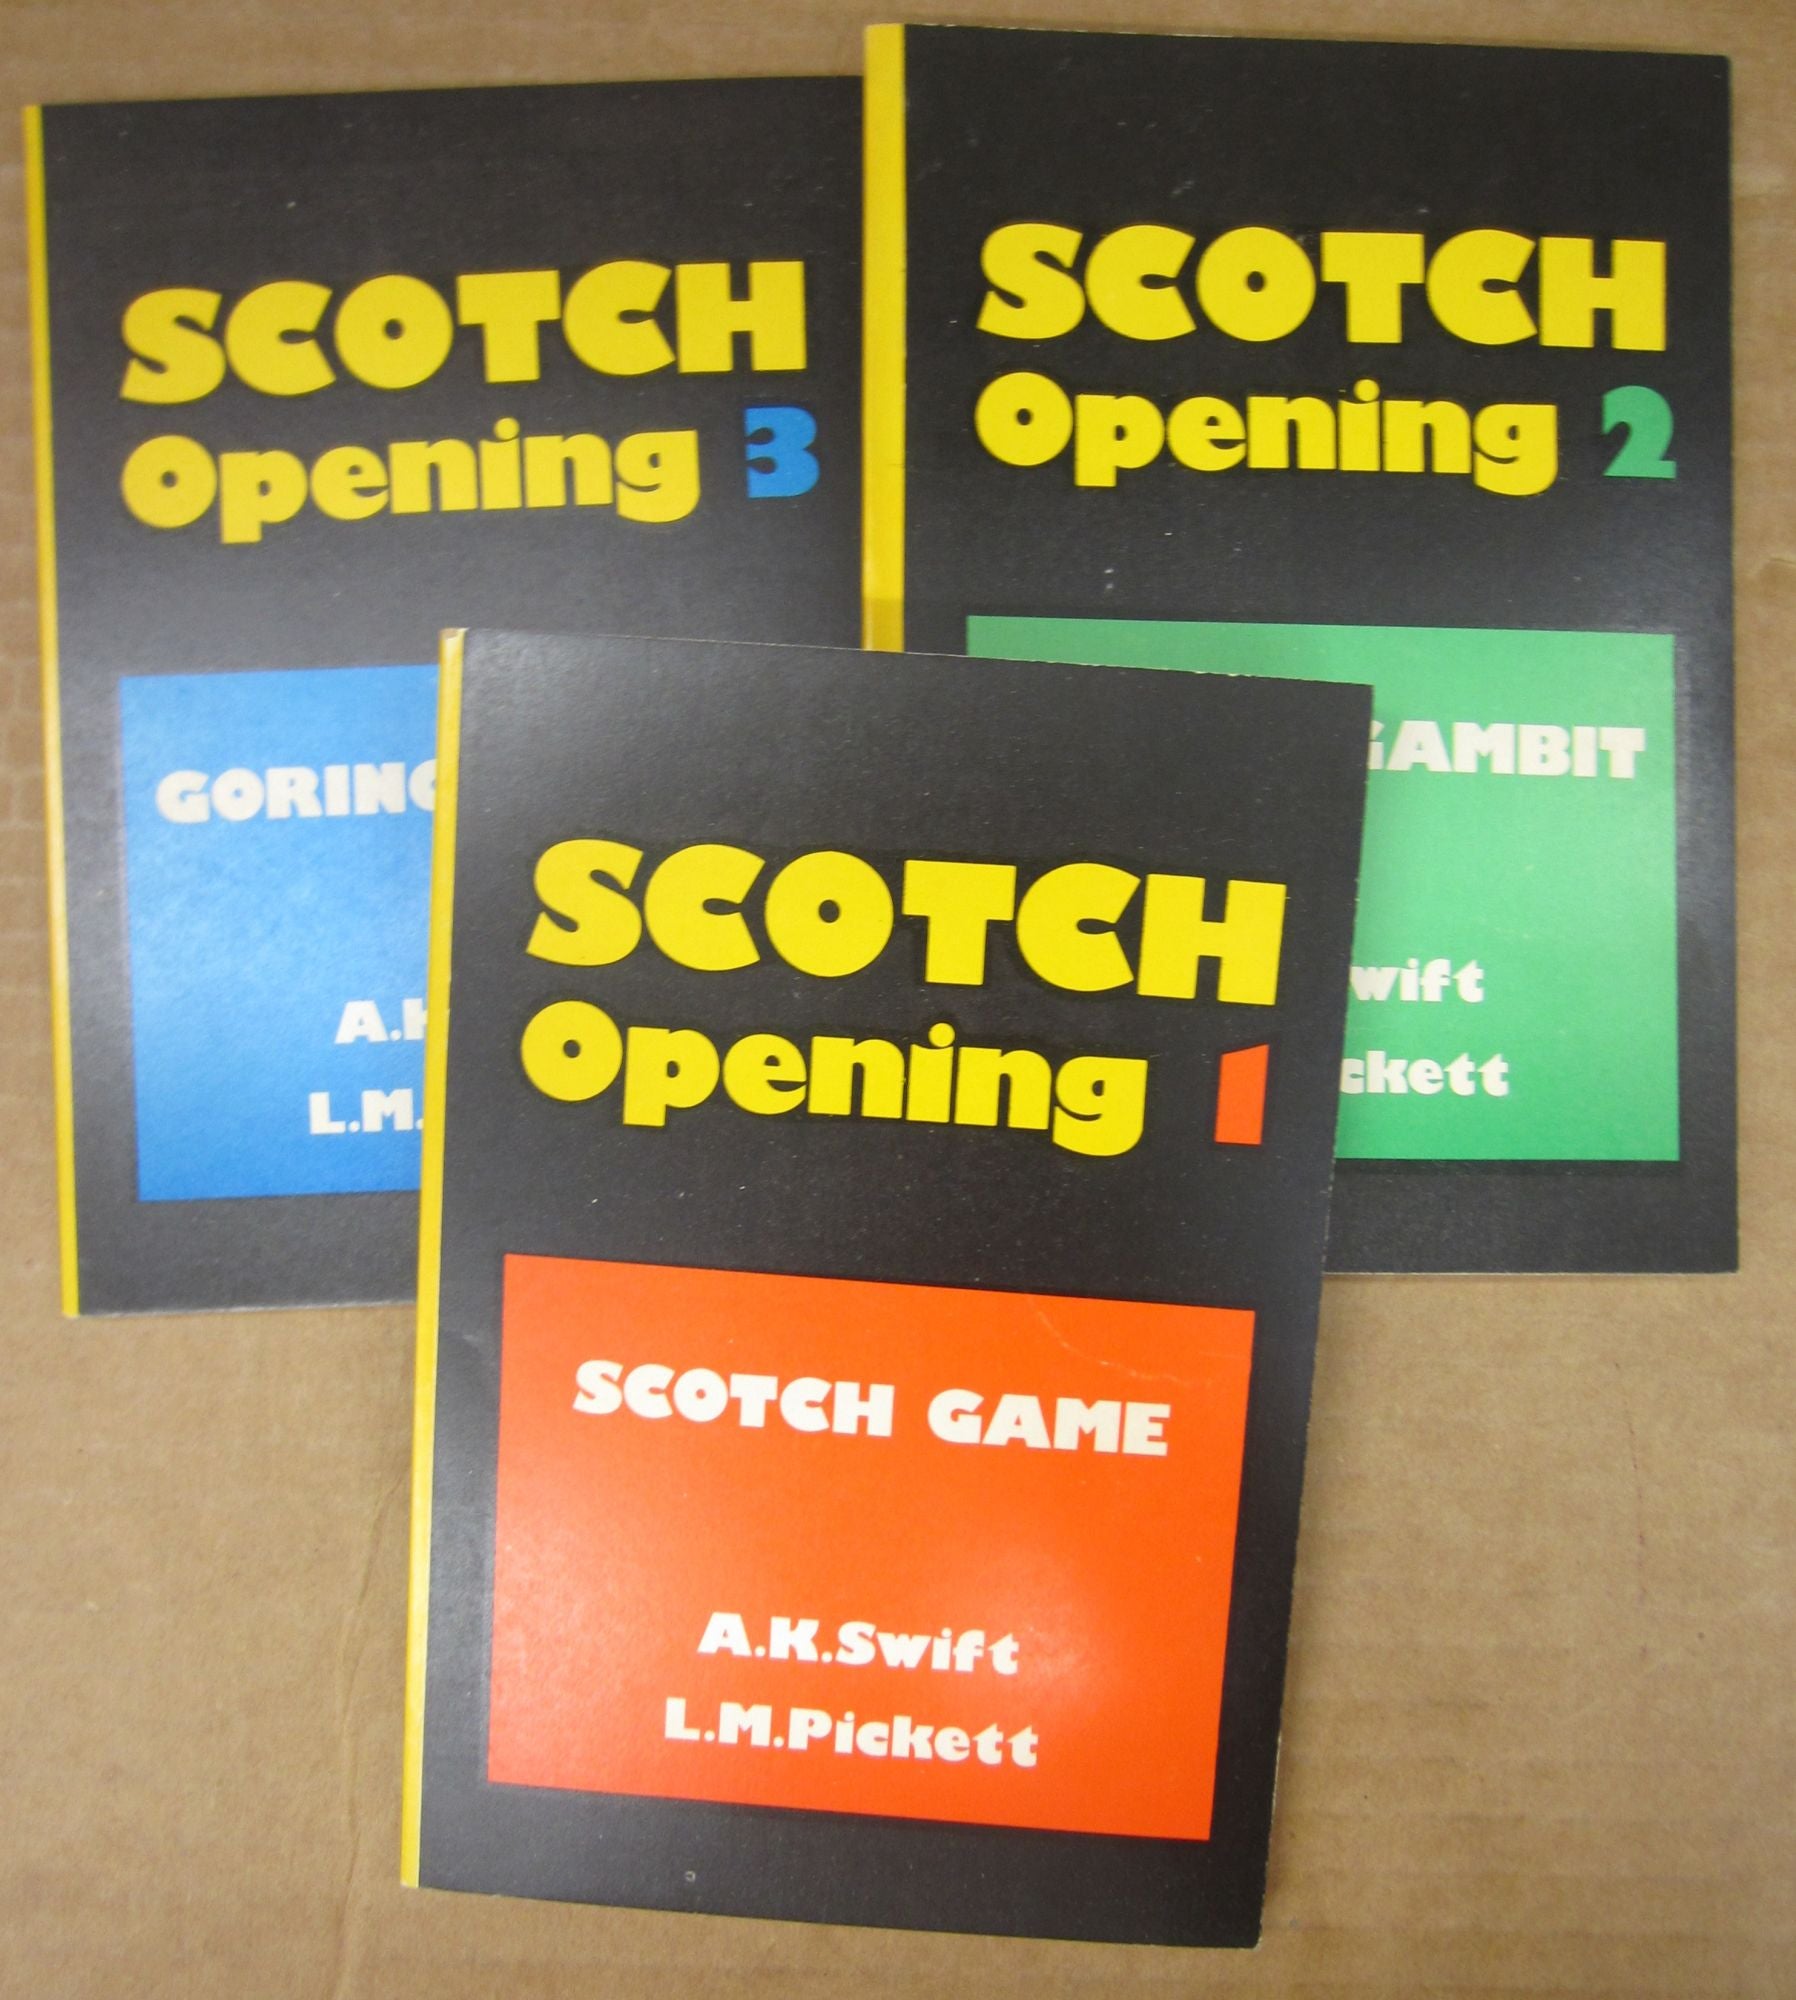 SCOTCH
Opening 3
GORING
A.K
L.M.
SCOTCH
Opening 2
GAMBIT
wift
ckett
SCOTCH
Opening 1
SCOTCH GAME
A.K.Swift
L.M.Pickett